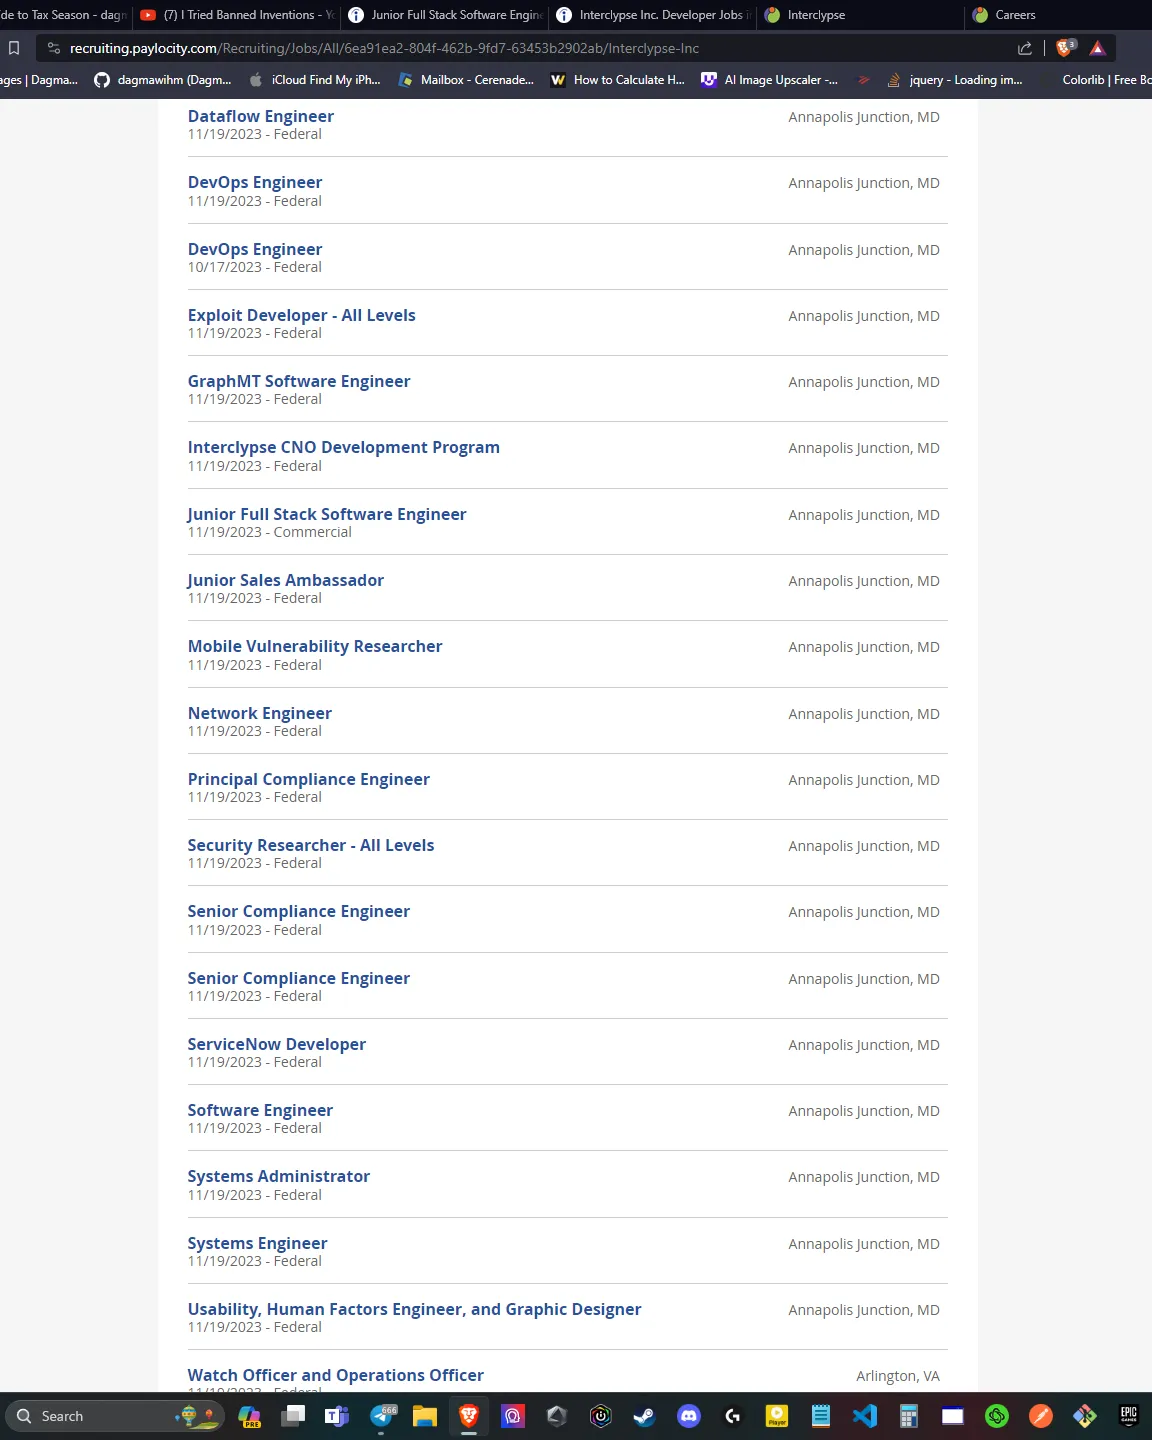 de to Tax Season - dagm
(7) I Tried Banned Inventions - Yo
Junior Full Stack Software Engine
Interclypse Inc. Developer Jobs i
Interclypse
Careers
recruiting.paylocity.com/Recruiting/Jobs/All/6ea91ea2-804f-462b-9fd7-63453b2902ab/Interclypse-Inc
3
ages | Dagma...
dagmawihm (Dagm...
iCloud Find My iPh...
Mailbox - Cerenade...
W
How to Calculate H...
AI Image Upscaler -...
jquery - Loading im...
Colorlib | Free Bo
Dataflow Engineer
Annapolis Junction, MD
11/19/2023 - Federal
DevOps Engineer
Annapolis Junction, MD
11/19/2023 - Federal
DevOps Engineer
Annapolis Junction, MD
10/17/2023 - Federal
Exploit Developer - All Levels
Annapolis Junction, MD
11/19/2023 - Federal
GraphMT Software Engineer
Annapolis Junction, MD
11/19/2023 - Federal
Interclypse CNO Development Program
Annapolis Junction, MD
11/19/2023 - Federal
Junior Full Stack Software Engineer
Annapolis Junction, MD
11/19/2023 - Commercial
Junior Sales Ambassador
Annapolis Junction, MD
11/19/2023 - Federal
Mobile Vulnerability Researcher
Annapolis Junction, MD
11/19/2023 - Federal
Network Engineer
Annapolis Junction, MD
11/19/2023 - Federal
Principal Compliance Engineer
Annapolis Junction, MD
11/19/2023 - Federal
Security Researcher - All Levels
Annapolis Junction, MD
11/19/2023 - Federal
Senior Compliance Engineer
Annapolis Junction, MD
11/19/2023 - Federal
Senior Compliance Engineer
Annapolis Junction, MD
11/19/2023 - Federal
ServiceNow Developer
Annapolis Junction, MD
11/19/2023 - Federal
Software Engineer
Annapolis Junction, MD
11/19/2023 - Federal
Systems Administrator
Annapolis Junction, MD
11/19/2023 - Federal
Systems Engineer
Annapolis Junction, MD
11/19/2023 - Federal
Usability, Human Factors Engineer, and Graphic Designer
Annapolis Junction, MD
11/19/2023 - Federal
Watch Officer and Operations Officer
Arlington, VA
11/19/2023 - Federal
Search
PRE
666
Player
EPIC
GAMES